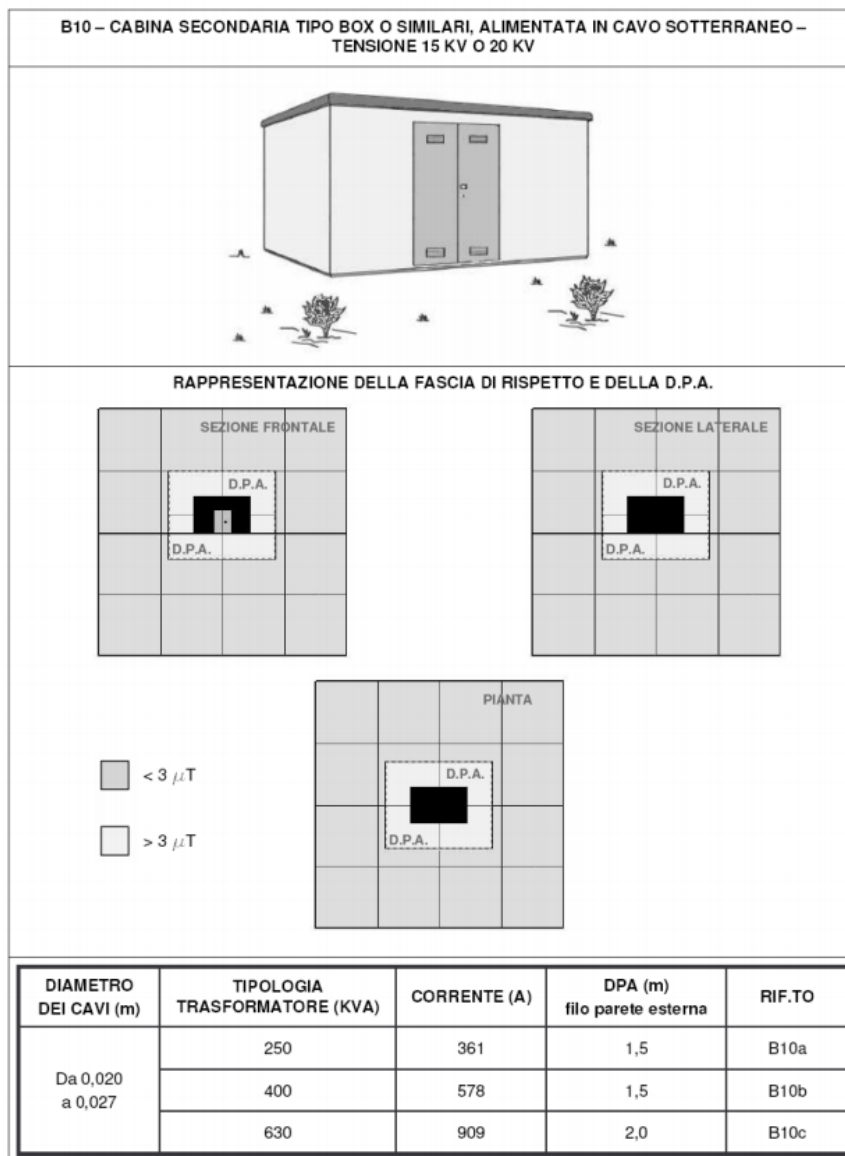 B10 – CABINA SECONDARIA TIPO BOX O SIMILARI, ALIMENTATA IN CAVO SOTTERRANEO –
TENSIONE 15 KV O 20 KV
RAPPRESENTAZIONE DELLA FASCIA DI RISPETTO E DELLA D.P.A.
SEZIONE FRONTALE
D.P.A.
D.P.A.
SEZIONE LATERALE
D.P.A.
D.P.A.
PIANTA
D.P.A.
D.P.A.
< 3 μT
> 3 μT
DIAMETRO
DEI CAVI (m)
TIPOLOGIA
TRASFORMATORE (KVA)
CORRENTE (A)
DPA (m)
filo parete esterna
RIF.TO
Da 0,020
a 0,027
250 361 1,5 B10a
400 578 1,5 B10b
630 909 2,0 B10c